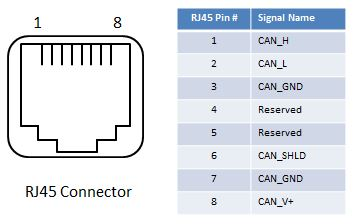 1 8
RJ45 Connector
RJ45 Pin # Signal Name
1 CAN_H
2 CAN_L
3 CAN_GND
4 Reserved
5 Reserved
6 CAN_SHLD
7 CAN_GND
8 CAN_V+